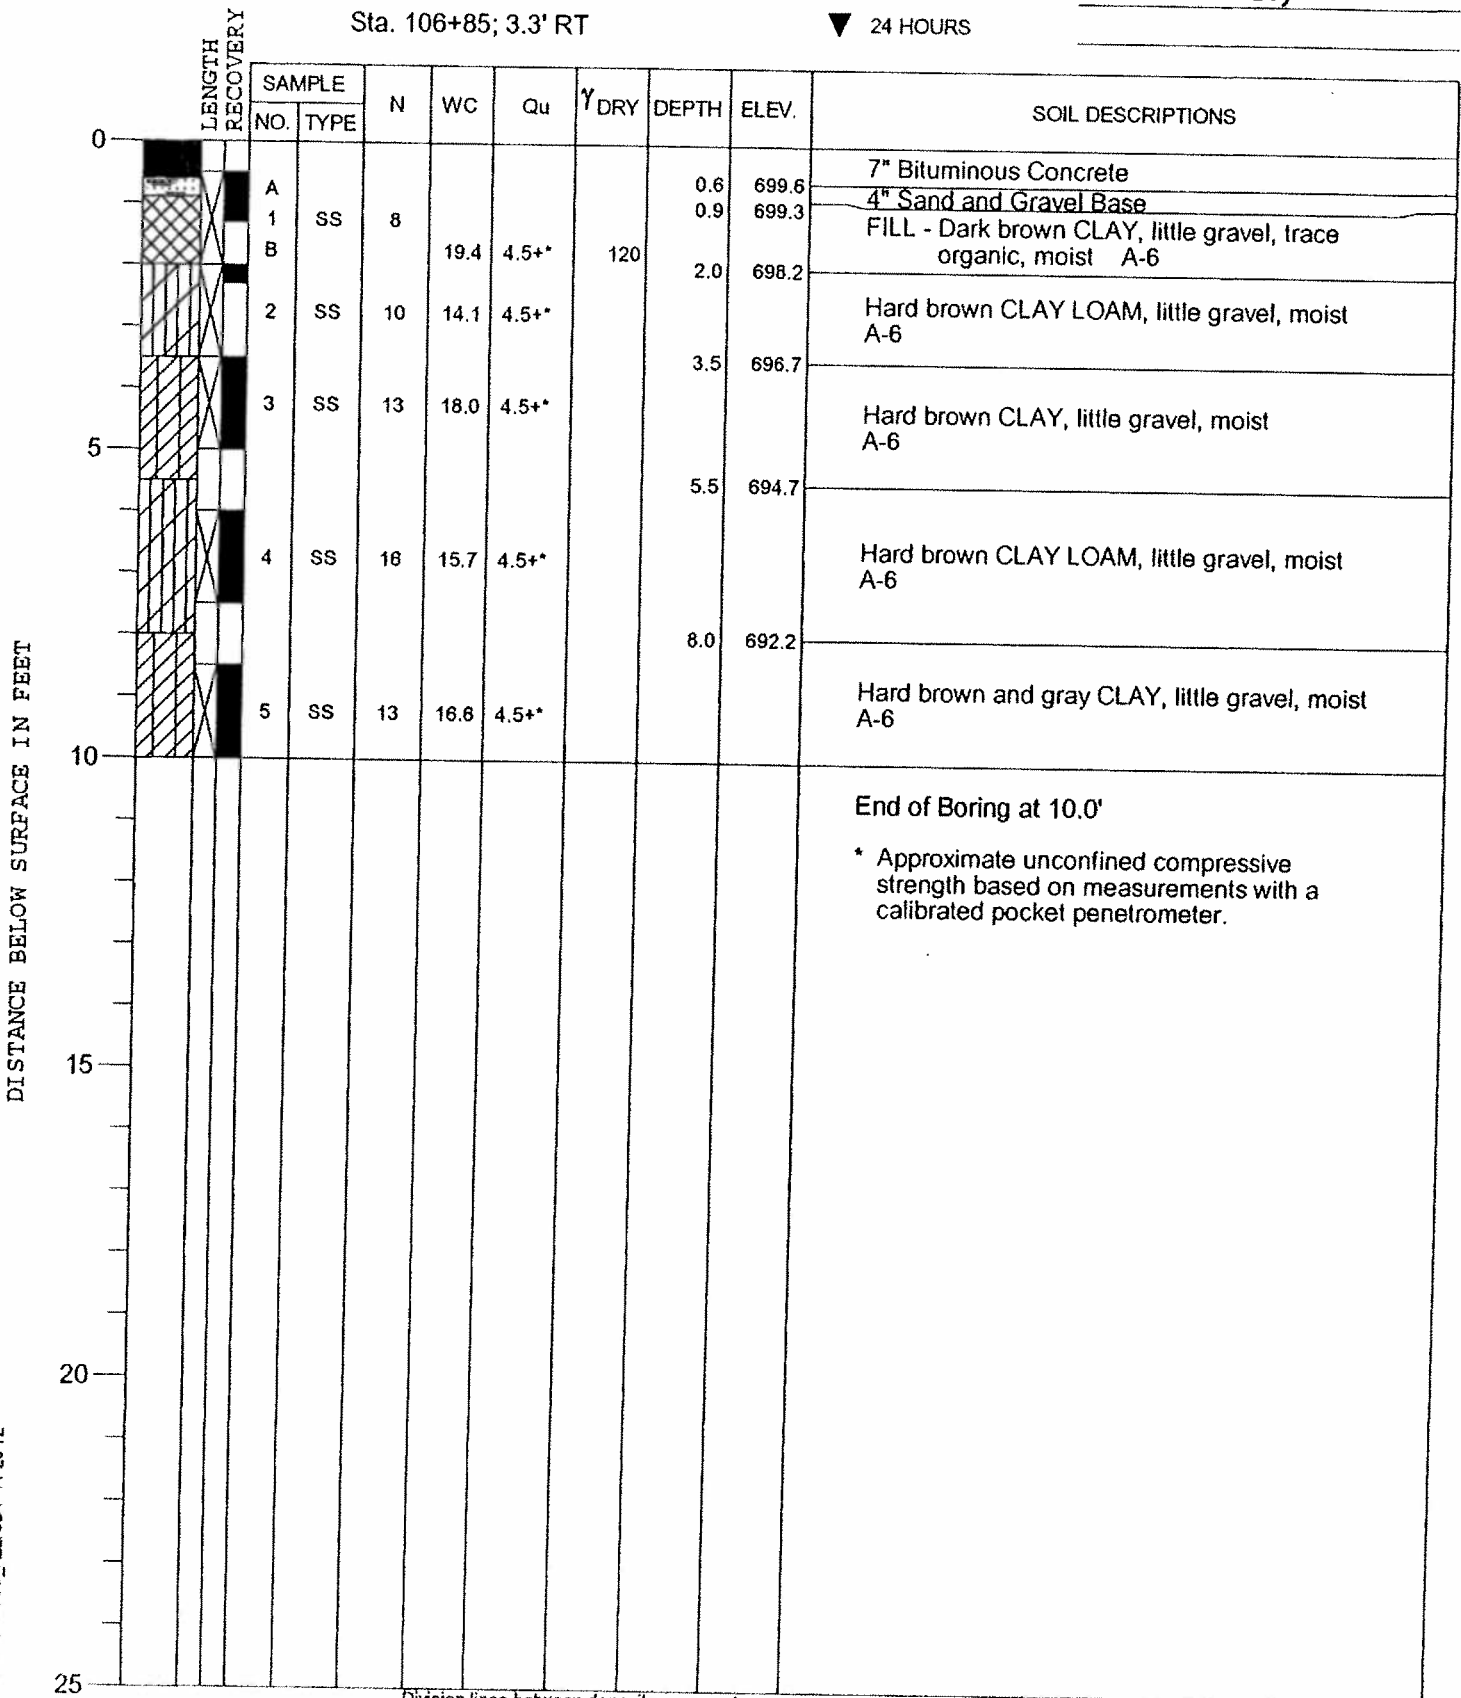 Sta. 106+85; 3.3' RT
▼ 24 HOURS
LENGTH
RECOVERY
SAMPLE
NO. TYPE N WC Qu γ DRY DEPTH ELEV. SOIL DESCRIPTIONS
0
7" Bituminous Concrete
A 0.6 699.6
4" Sand and Gravel Base
1 SS 8 0.9 699.3
FILL - Dark brown CLAY, little gravel, trace
B 19.4 4.5+* 120 organic, moist A-6
2.0 698.2
2 SS 10 14.1 4.5+* Hard brown CLAY LOAM, little gravel, moist
A-6
3.5 696.7
3 SS 13 18.0 4.5+* Hard brown CLAY, little gravel, moist
A-6
5
5.5 694.7
4 SS 16 15.7 4.5+* Hard brown CLAY LOAM, little gravel, moist
A-6
8.0 692.2
5 SS 13 16.6 4.5+* Hard brown and gray CLAY, little gravel, moist
A-6
10
End of Boring at 10.0'
* Approximate unconfined compressive
strength based on measurements with a
calibrated pocket penetrometer.
DISTANCE BELOW SURFACE IN FEET
15
20
25
Division lines between